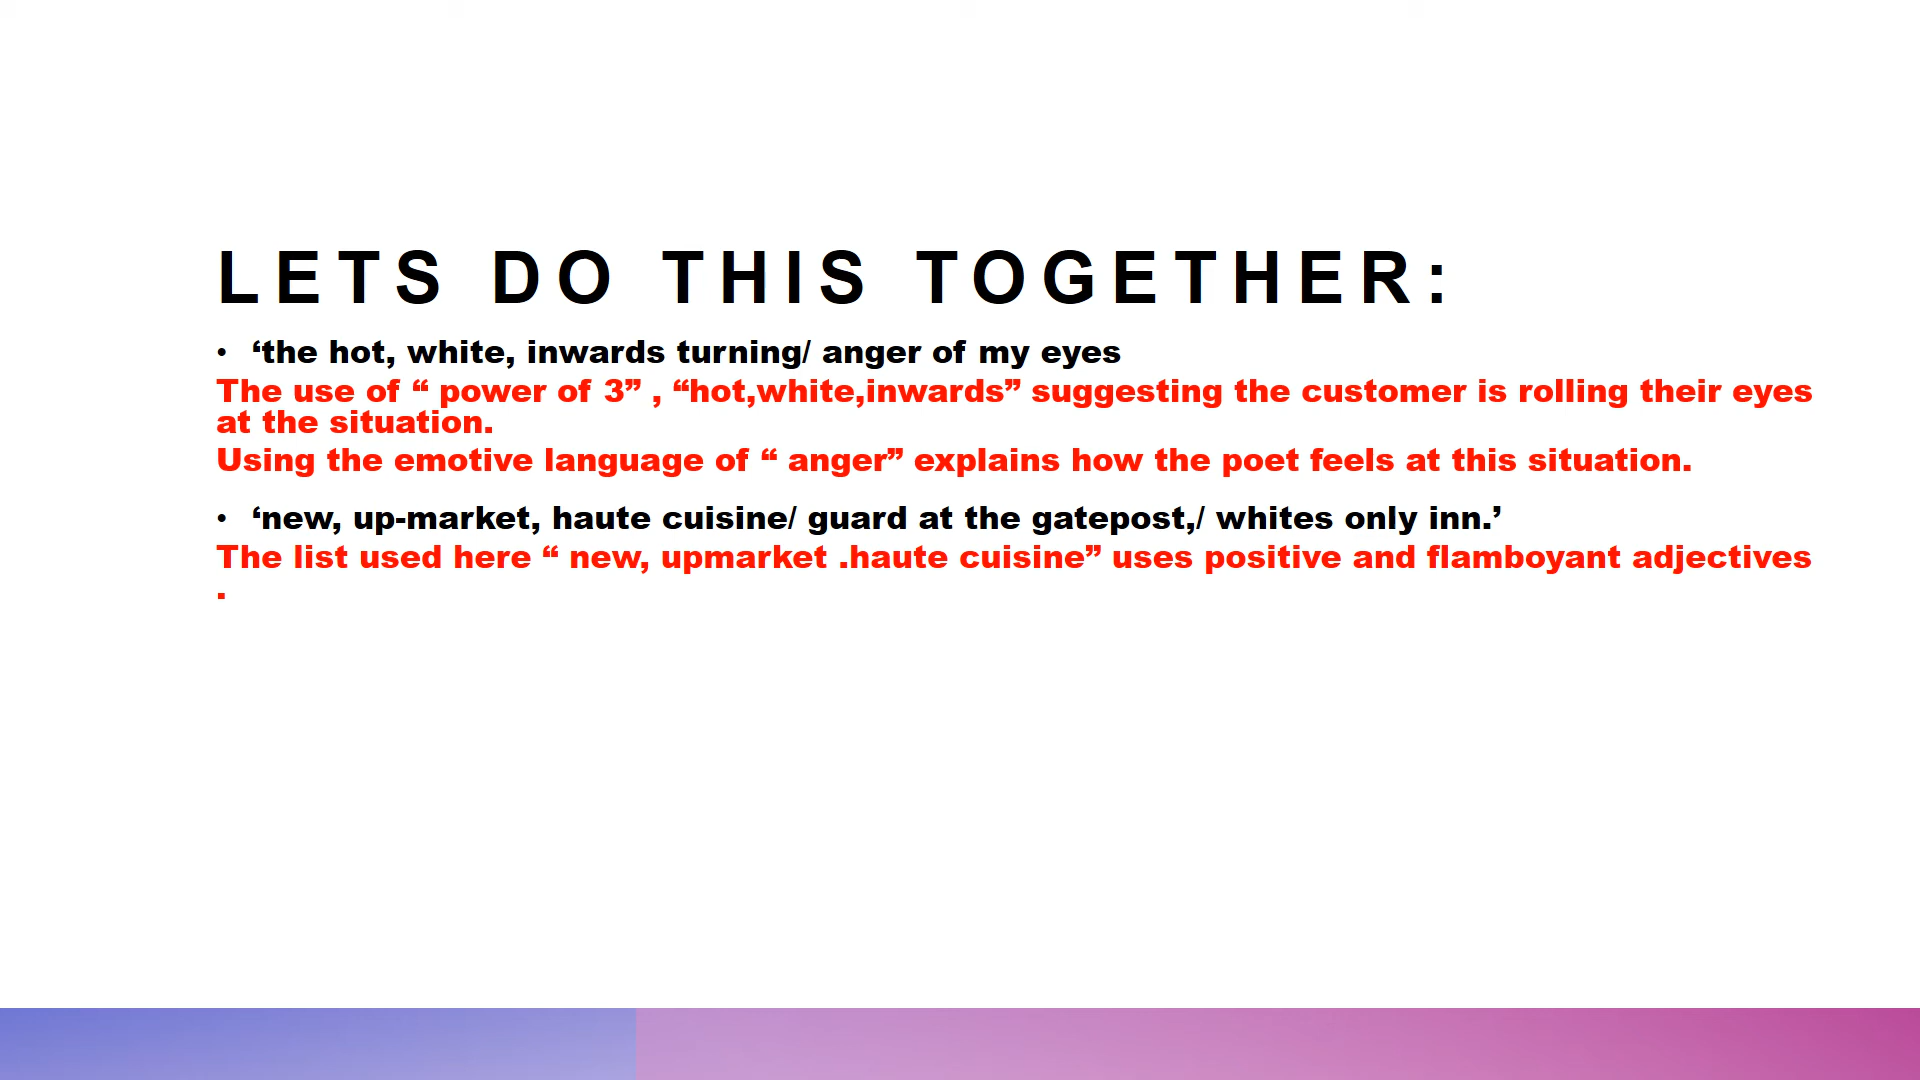 LETS DO THIS TOGETHER:
• ‘the hot, white, inwards turning/ anger of my eyes
The use of “ power of 3” , “hot,white,inwards” suggesting the customer is rolling their eyes
at the situation.
Using the emotive language of “ anger” explains how the poet feels at this situation.
• ‘new, up-market, haute cuisine/ guard at the gatepost,/ whites only inn.’
The list used here “ new, upmarket .haute cuisine” uses positive and flamboyant adjectives
.